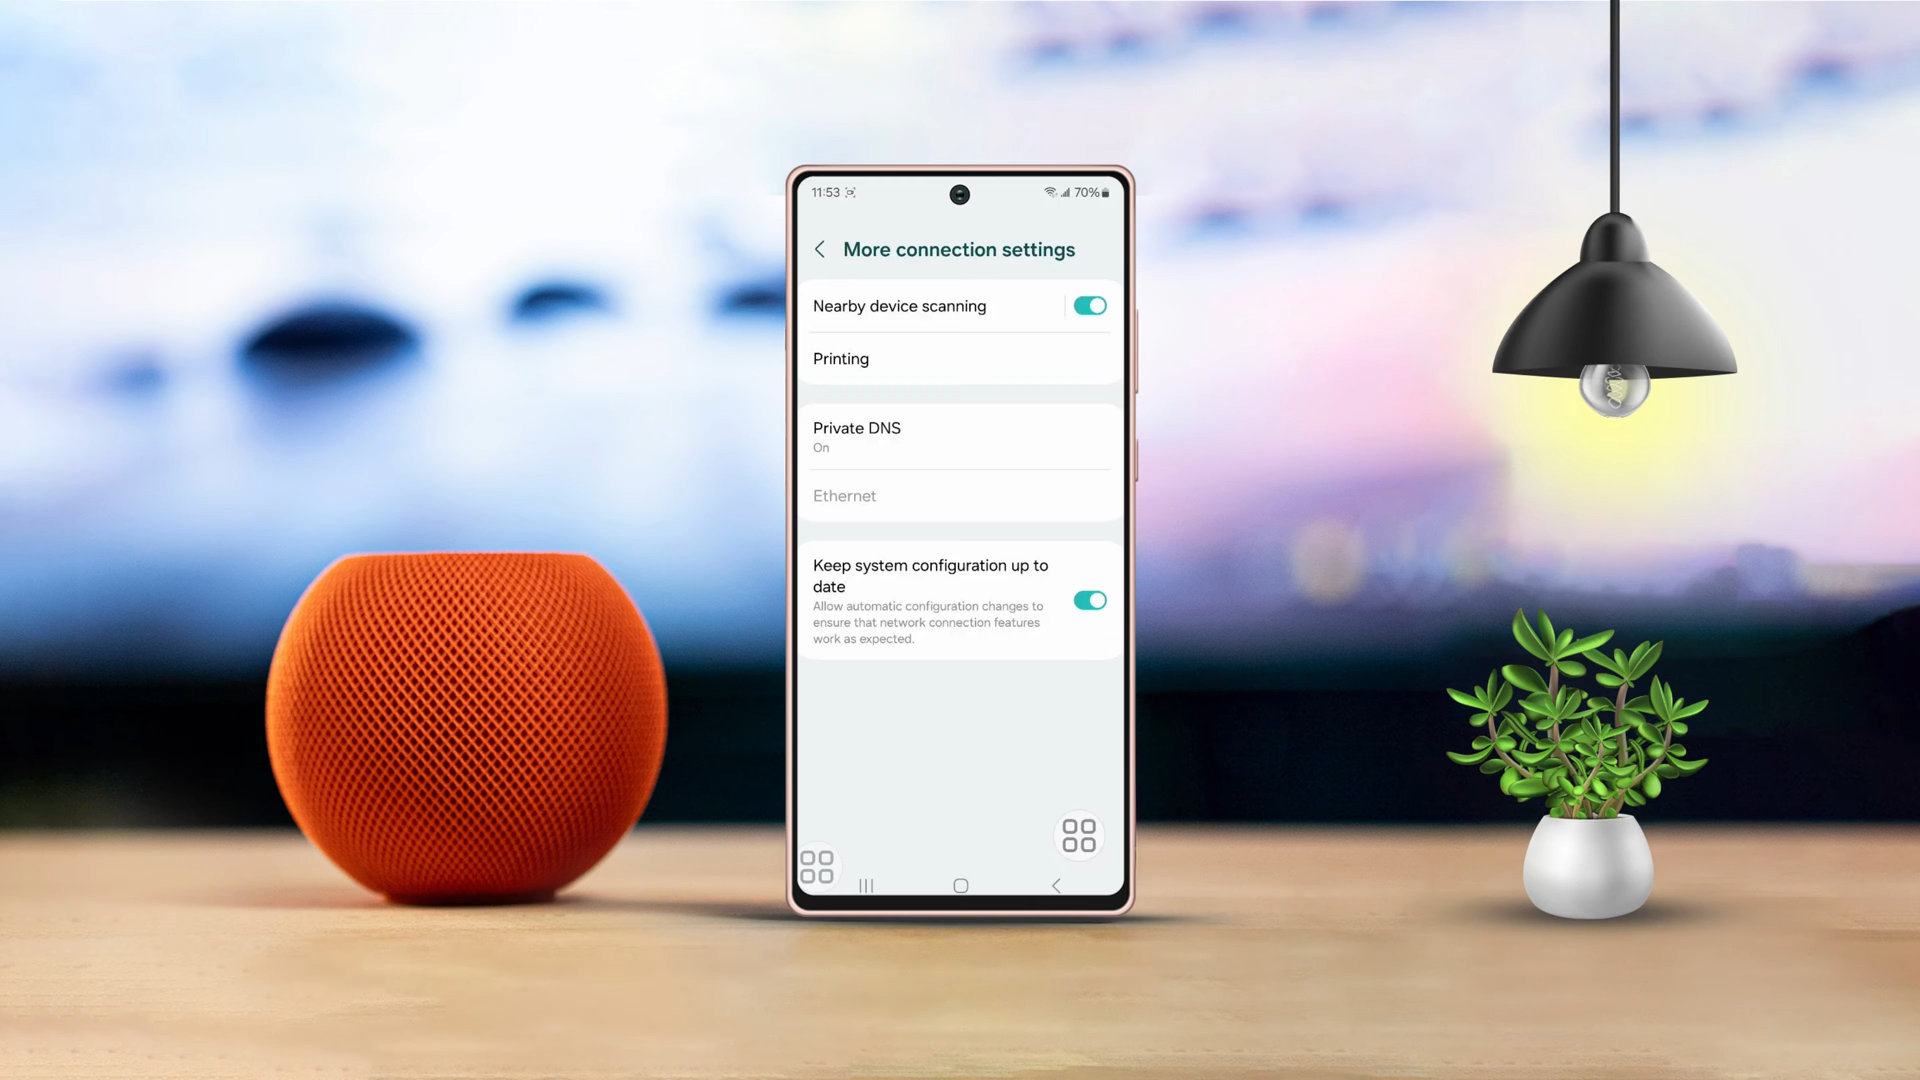 11:53
70%
More connection settings
Nearby device scanning
Printing
Private DNS
On
Ethernet
Keep system configuration up to
date
Allow automatic configuration changes to
ensure that network connection features
work as expected.